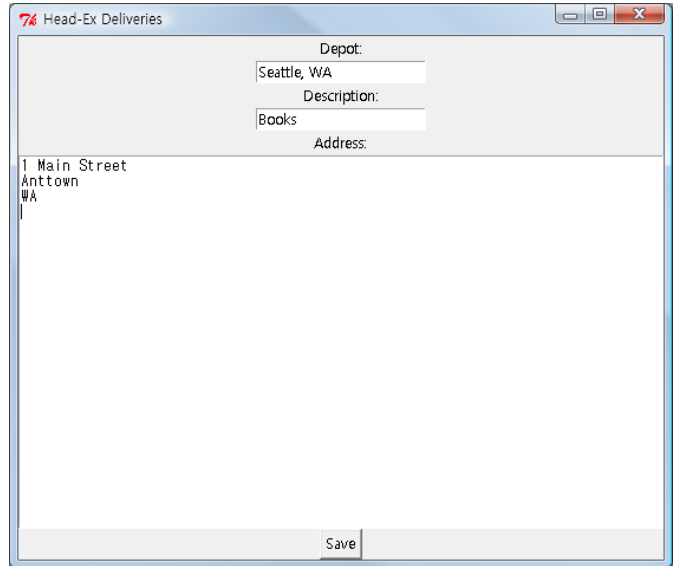 Head-Ex Deliveries
Depot:
Seattle, WA
Description:
Books
Address:
1 Main Street
Anttown
WA
Save